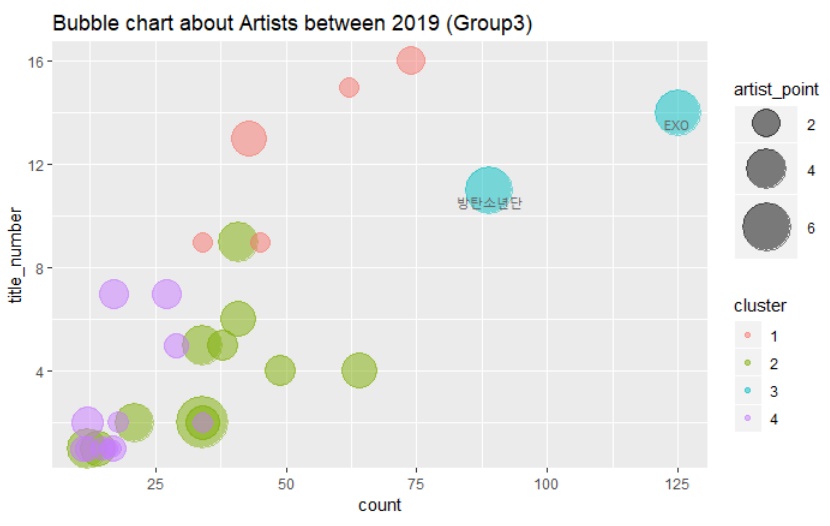 Bubble chart about Artists between 2019 (Group3)
16
12
8
4
title_number
EXO
방탄소년단
25
50
75
100
125
count
artist_point
2
4
6
cluster
1
2
3
4